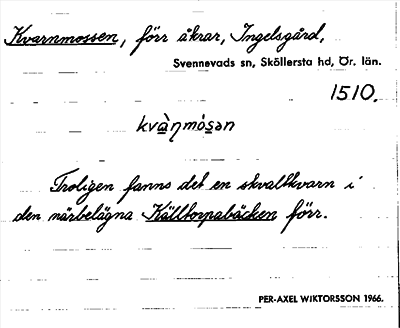 Kvarnmossen, förr åkrar, Ingelsgård,
Svennevads sn, Sköllersta hd, Ör. län.
1510.
kvàɳmósən
Troligen fanns det en skvaltkvarn i
den närbelägna Källtorpabäcken förr.
PER-AXEL WIKTORSSON 1966.